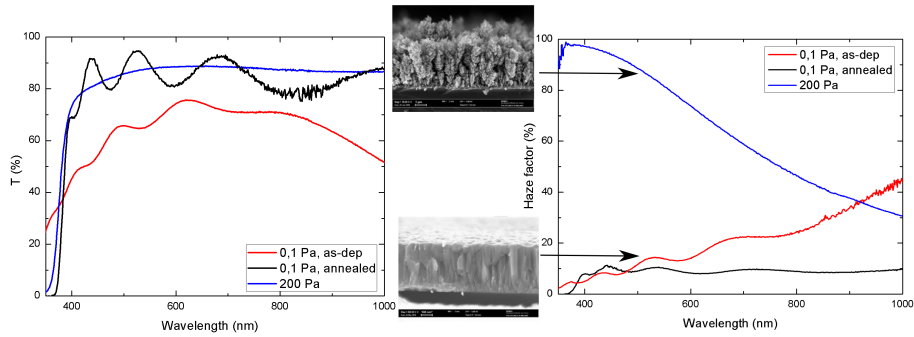 100
80
60
40
20
0
T (%)
400
600
800
1000
Wavelength (nm)
0,1 Pa, as-dep
0,1 Pa, annealed
200 Pa
100
80
60
40
20
0
Haze factor (%)
400
600
800
1000
Wavelength (nm)
0,1 Pa, as-dep
0,1 Pa, annealed
200 Pa